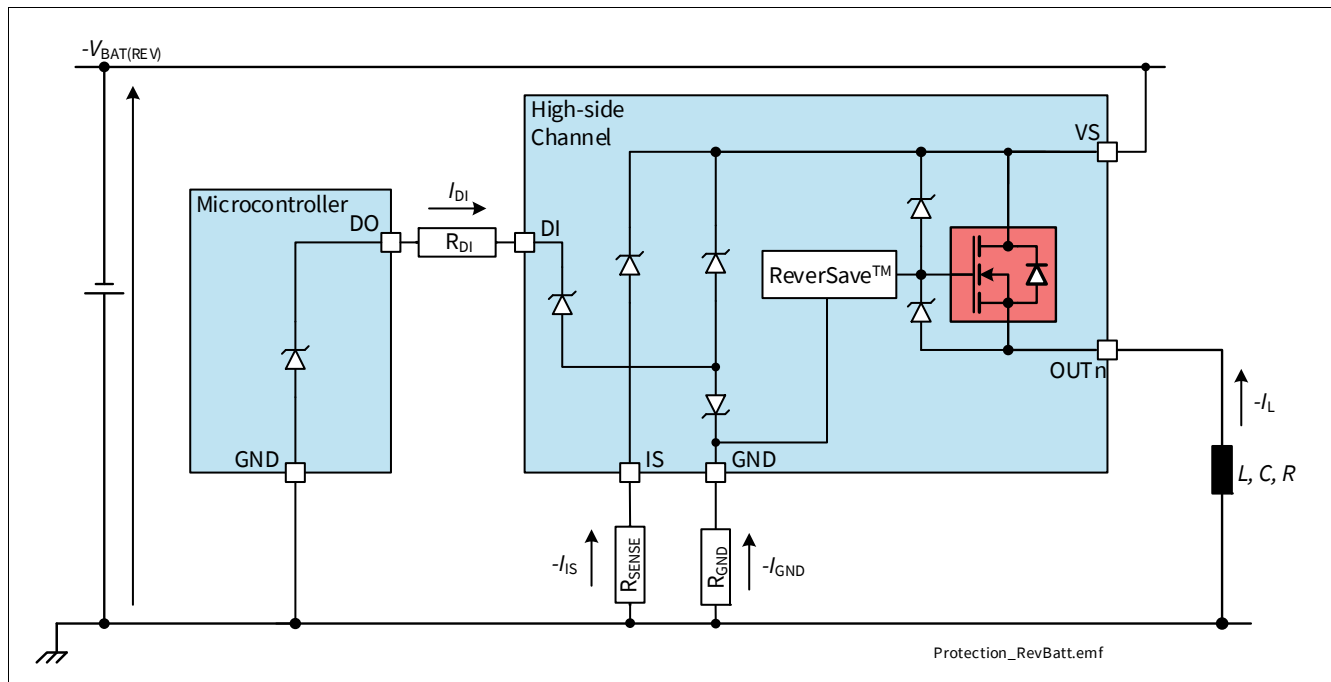 -VBAT(REV)
High-side
Channel
VS
Microcontroller
DO
IDI
RDI
DI
ReverSave™
OUTn
-IL
GND
IS
GND
L, C, R
-IIS
RSENSE
RGND
-IGND
Protection_RevBatt.emf